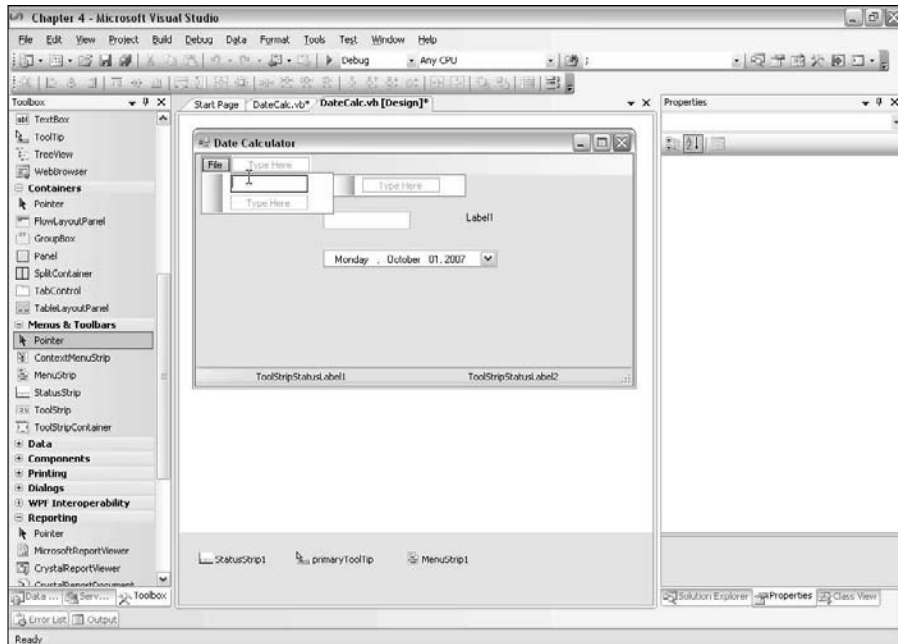 Chapter 4 - Microsoft Visual Studio
File Edit View Project Build Debug Data Format Tools Test Window Help
Debug Any CPU
Toolbox
Start Page DateCalc.vb* DateCalc.vb [Design]*
Properties
TextBox
ToolTip
TreeView
WebBrowser
Containers
Pointer
FlowLayoutPanel
GroupBox
Panel
SplitContainer
TabControl
TableLayoutPanel
Menus & Toolbars
Pointer
ContextMenuStrip
MenuStrip
StatusStrip
ToolStrip
ToolStripContainer
Data
Components
Printing
Dialogs
WPF Interoperability
Reporting
Pointer
MicrosoftReportViewer
CrystalReportViewer
CrystalReportDocument
Date Calculator
File Type Here
Type Here
Type Here
Label1
Monday , October 01, 2007
ToolStripStatusLabel1 ToolStripStatusLabel2
StatusStrip1 primaryToolTip MenuStrip1
Data ... Serv... Toolbox
Solution Explorer Properties Class View
Error List Output
Ready